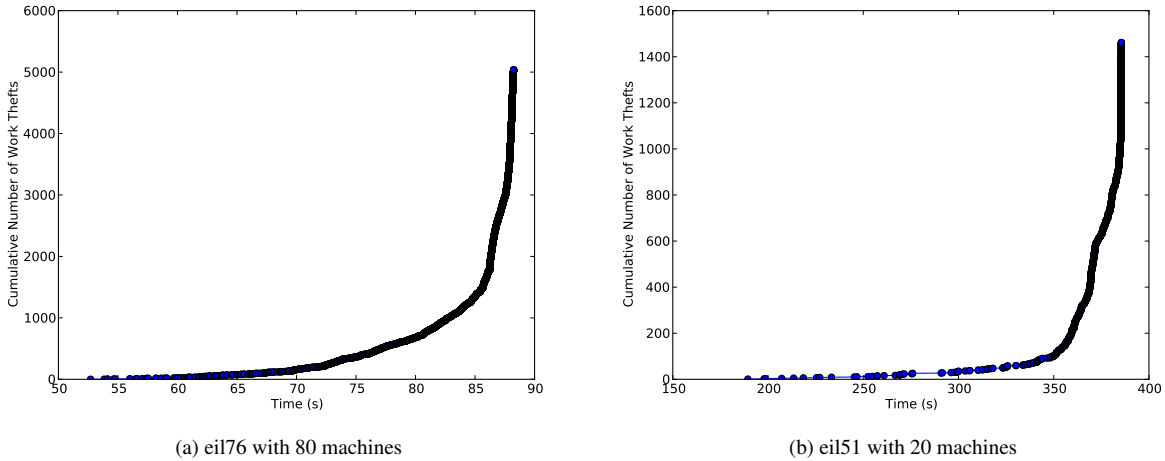 6000
5000
4000
3000
2000
1000
0
Cumulative Number of Work Thefts
50 55 60 65 70 75 80 85 90
Time (s)
(a) eil76 with 80 machines
1600
1400
1200
1000
800
600
400
200
0
Cumulative Number of Work Thefts
150 200 250 300 350 400
Time (s)
(b) eil51 with 20 machines